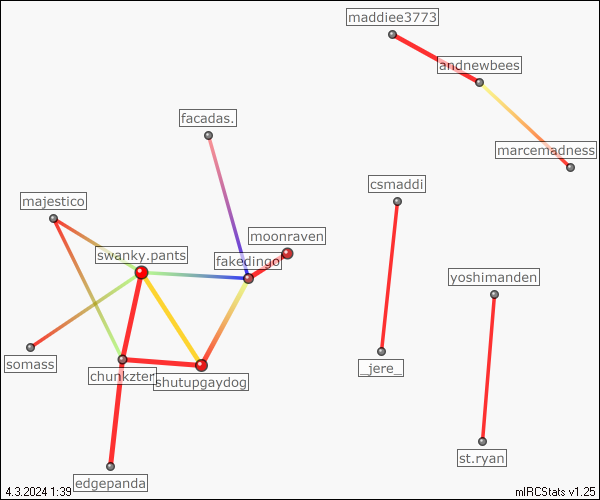 maddiee3773
andnewbees
facadas.
marcemadness
csmaddi
majestico
moonraven
swanky.pants
fakedingo
yoshimanden
somass
chunkzter
shutupgaydog
_jere_
st.ryan
edgepanda
4.3.2024 1:39
mIRCStats v1.25